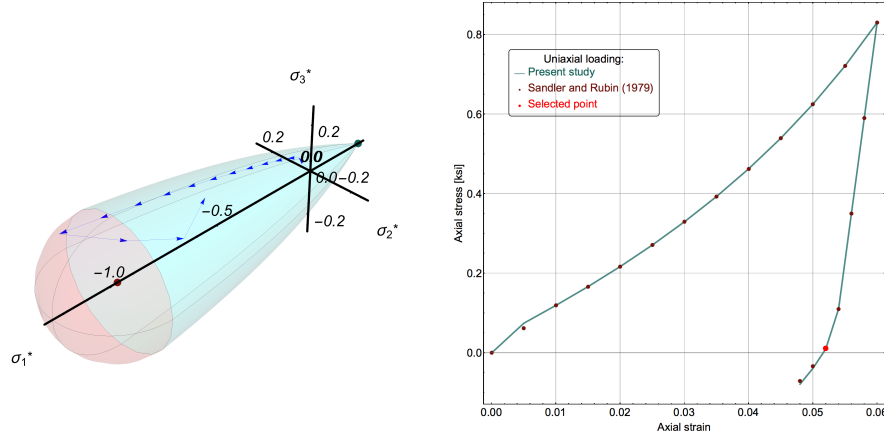 σ3*
0.2
0.2
00
0.0
-0.2
-0.5
-0.2
σ2*
-1.0
σ1*
0.8
0.6
0.4
0.2
0.0
Axial stress [ksi]
Uniaxial loading:
Present study
Sandler and Rubin (1979)
Selected point
0.00
0.01
0.02
0.03
0.04
0.05
0.06
Axial strain